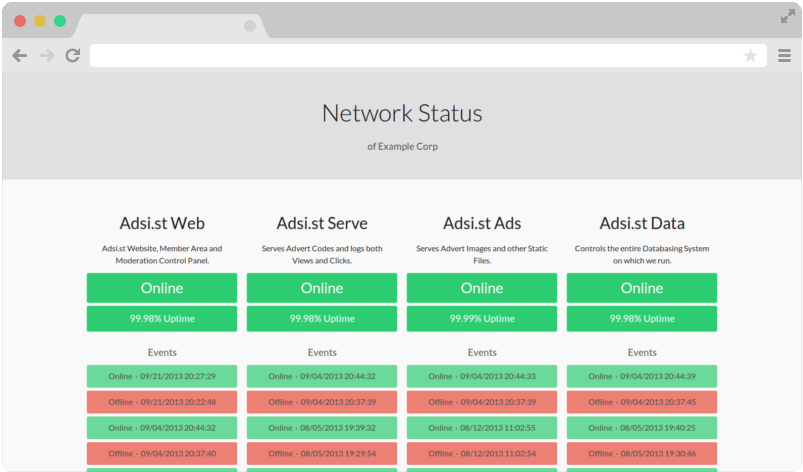 Network Status
of Example Corp
Adsi.st Web
Adsi.st Website, Member Area and
Moderation Control Panel.
Online
99.98% Uptime
Events
Online · 09/21/2013 20:27:29
Offline · 09/21/2013 20:22:48
Online · 09/04/2013 20:44:32
Offline · 09/04/2013 20:37:40
Adsi.st Serve
Serves Advert Codes and logs both
Views and Clicks.
Online
99.98% Uptime
Events
Online · 09/04/2013 20:44:32
Offline · 09/04/2013 20:37:39
Online · 08/05/2013 19:39:32
Offline · 08/05/2013 19:29:54
Adsi.st Ads
Serves Advert Images and other Static
Files.
Online
99.99% Uptime
Events
Online · 09/04/2013 20:44:33
Offline · 09/04/2013 20:37:39
Online · 08/12/2013 11:02:55
Offline · 08/12/2013 11:02:54
Adsi.st Data
Controls the entire Databasing System
on which we run.
Online
99.98% Uptime
Events
Online · 09/04/2013 20:44:39
Offline · 09/04/2013 20:37:45
Online · 08/05/2013 19:40:25
Offline · 08/05/2013 19:30:46